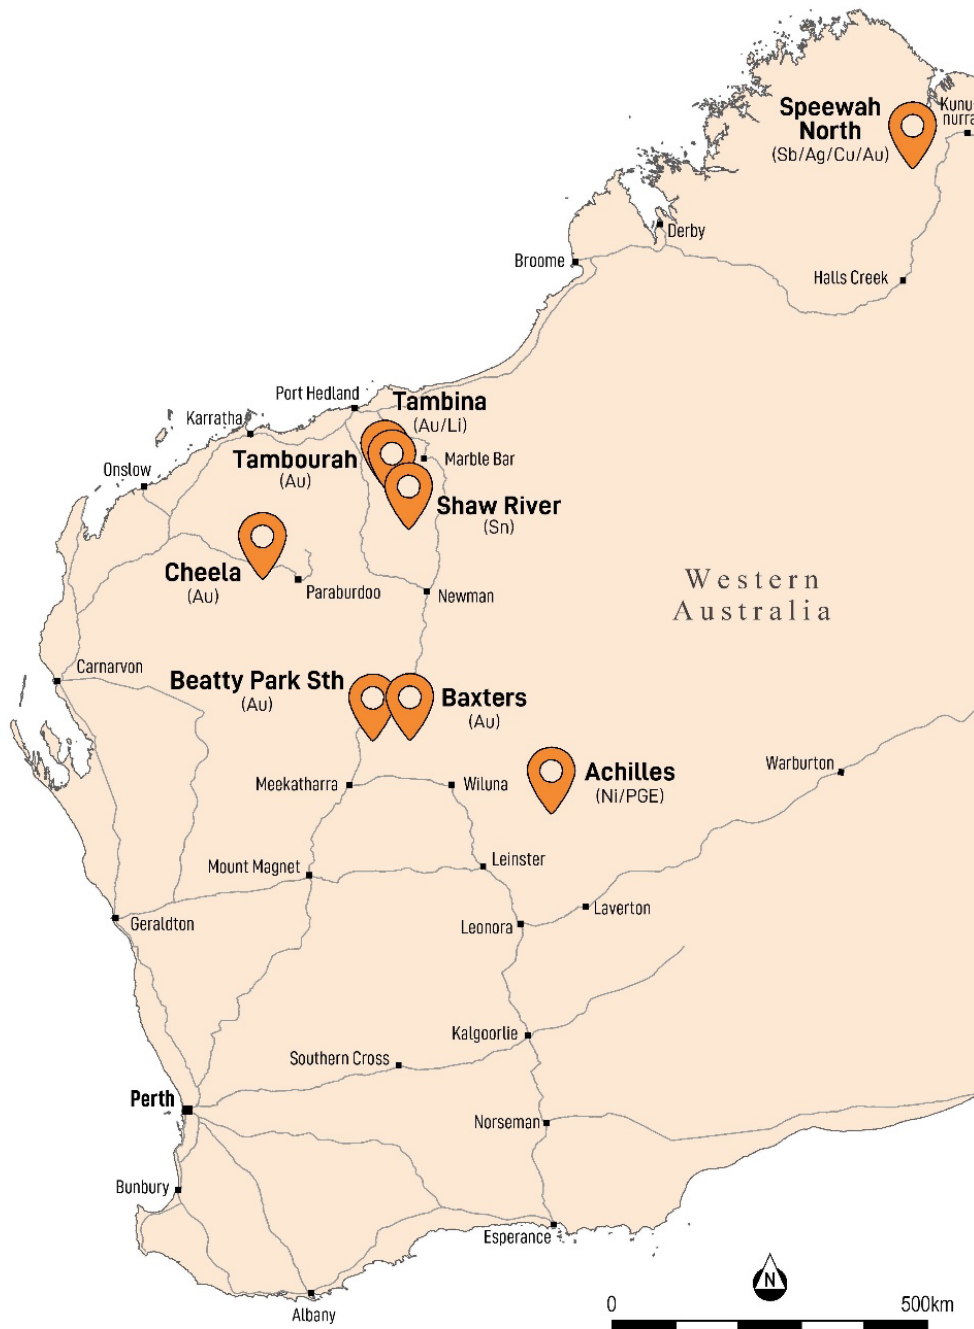 Speewah
North
(Sb/Ag/Cu/Au)
Kunu
nurra
Derby
Broome
Halls Creek
Port Hedland
Tambina
(Au/Li)
Karratha
Tambourah
(Au)
Marble Bar
Onslow
Shaw River
(Sn)
Cheela
(Au)
Paraburdoo
Newman
Western
Australia
Carnarvon
Beatty Park Sth
(Au)
Baxters
(Au)
Meekatharra
Wiluna
Achilles
(Ni/PGE)
Warburton
Mount Magnet
Leinster
Geraldton
Leonora
Laverton
Kalgoorlie
Southern Cross
Perth
Norseman
Bunbury
Esperance
Albany
N
0 500km